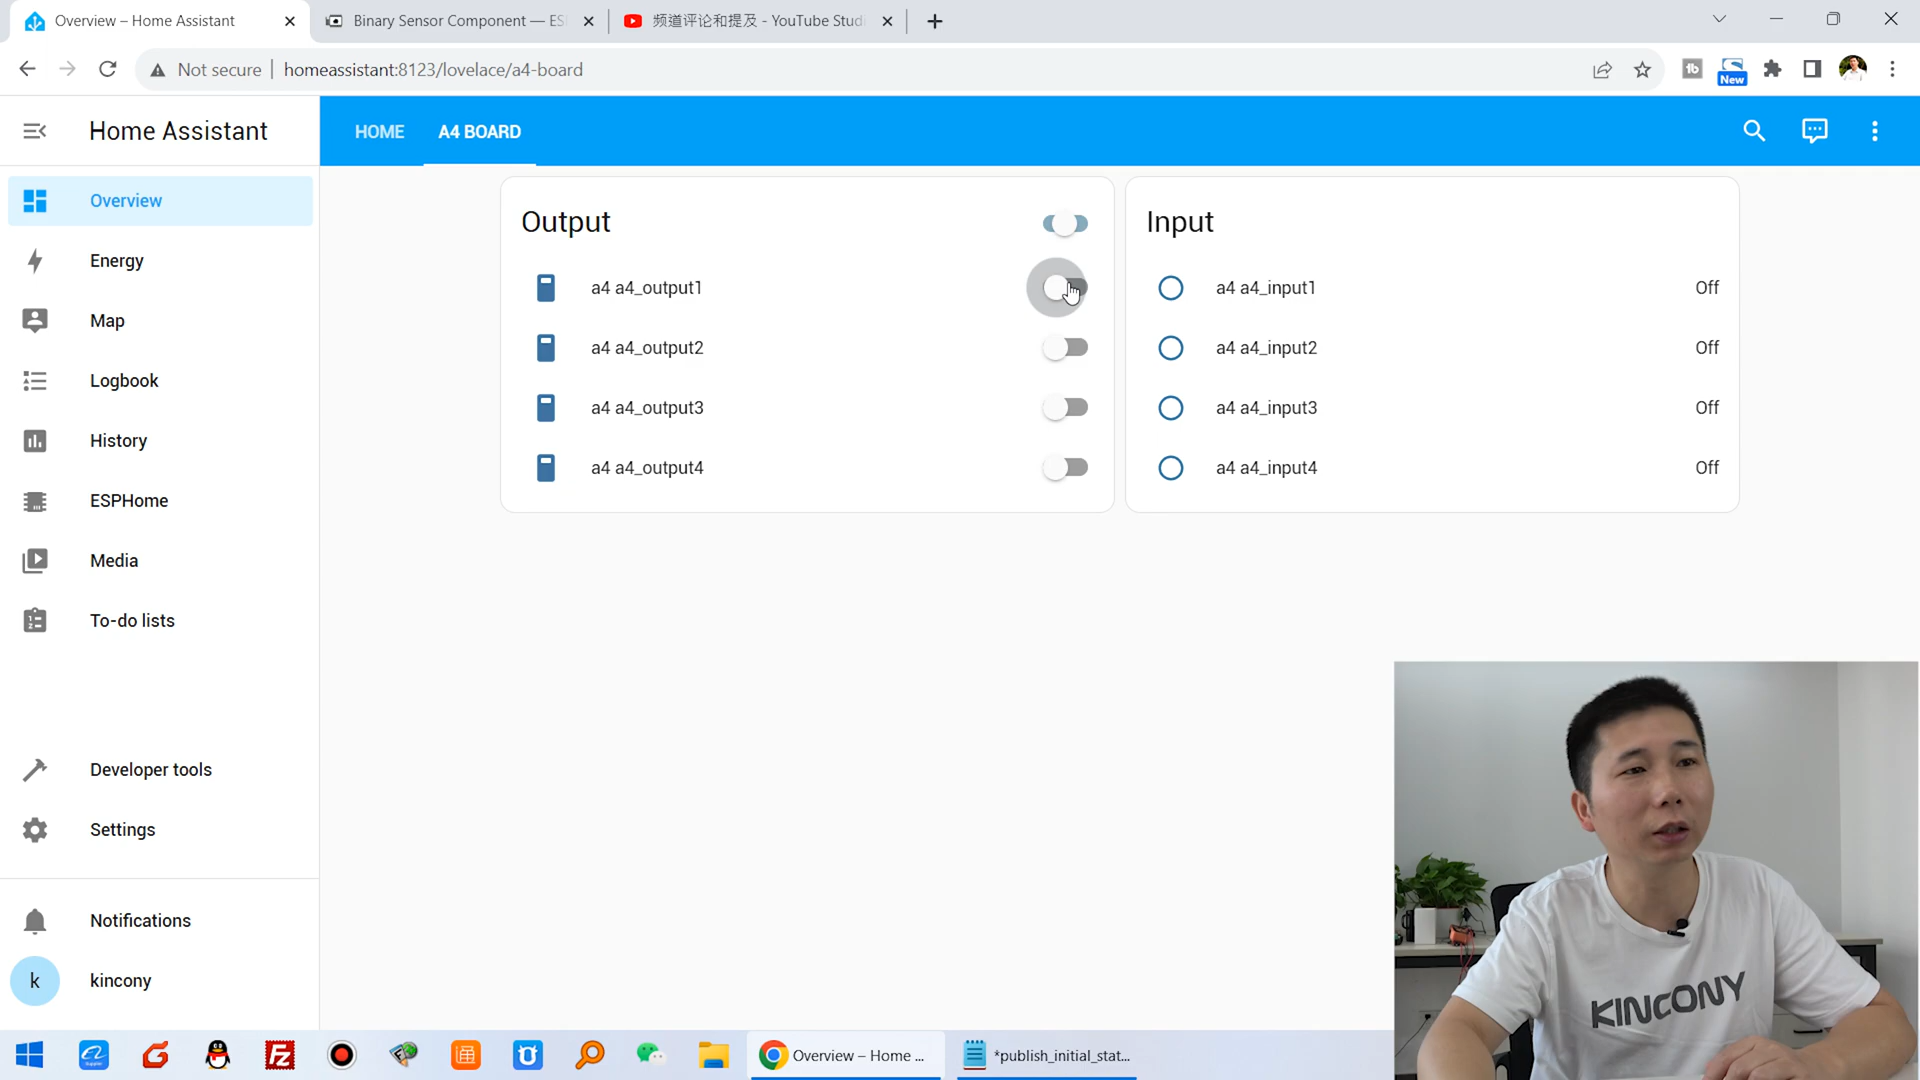 Overview – Home Assistant
Binary Sensor Component — ES
频道评论和提及 - YouTube Studi
Not secure
homeassistant:8123/lovelace/a4-board
New
Home Assistant
HOME
A4 BOARD
Overview
Energy
Map
Logbook
History
ESPHome
Media
To-do lists
Developer tools
Settings
Notifications
k
kincony
Output
a4 a4_output1
a4 a4_output2
a4 a4_output3
a4 a4_output4
Input
a4 a4_input1
Off
a4 a4_input2
Off
a4 a4_input3
Off
a4 a4_input4
Off
KINCONY
Overview – Home ...
*publish_initial_stat...